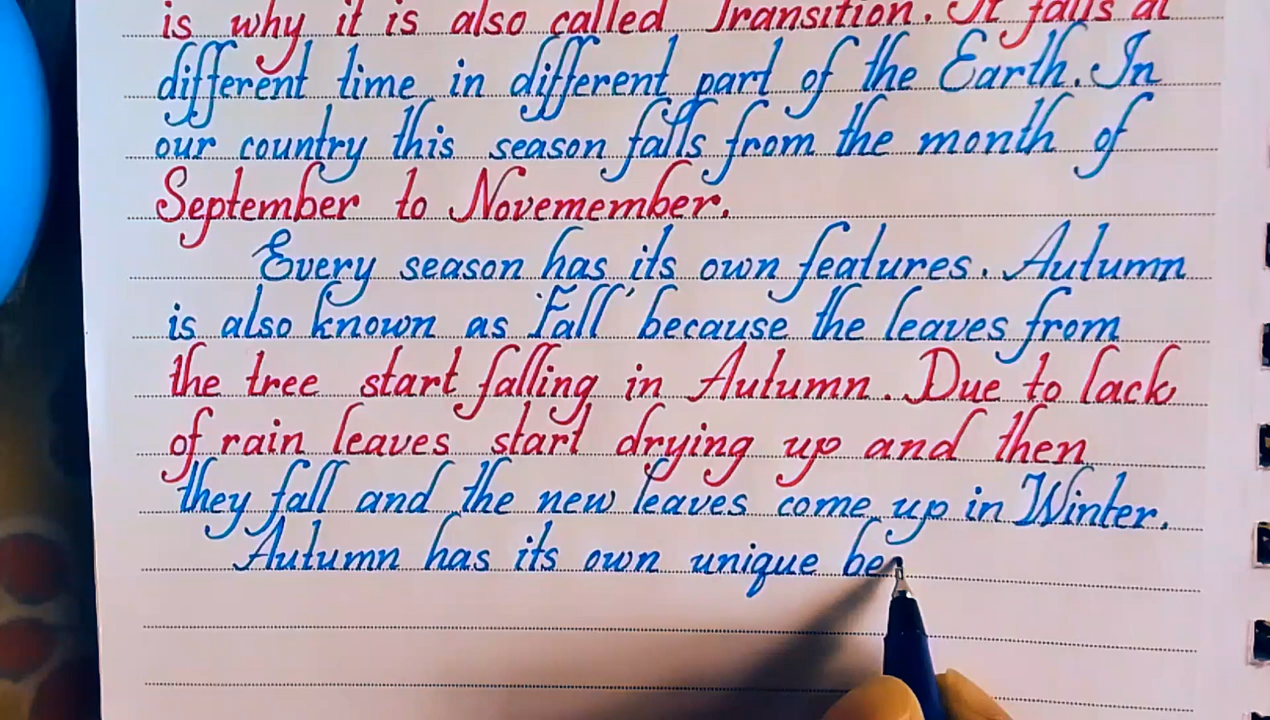 is why it is also called Transition. It falls at
different time in different part of the Earth. In
our country this season falls from the month of
September to Novemember.
Every season has its own features. Autumn
is also known as 'Fall' because the leaves from
the tree start falling in Autumn. Due to lack
of rain leaves start drying up and then
they fall and the new leaves come up in Winter.
Autumn has its own unique be